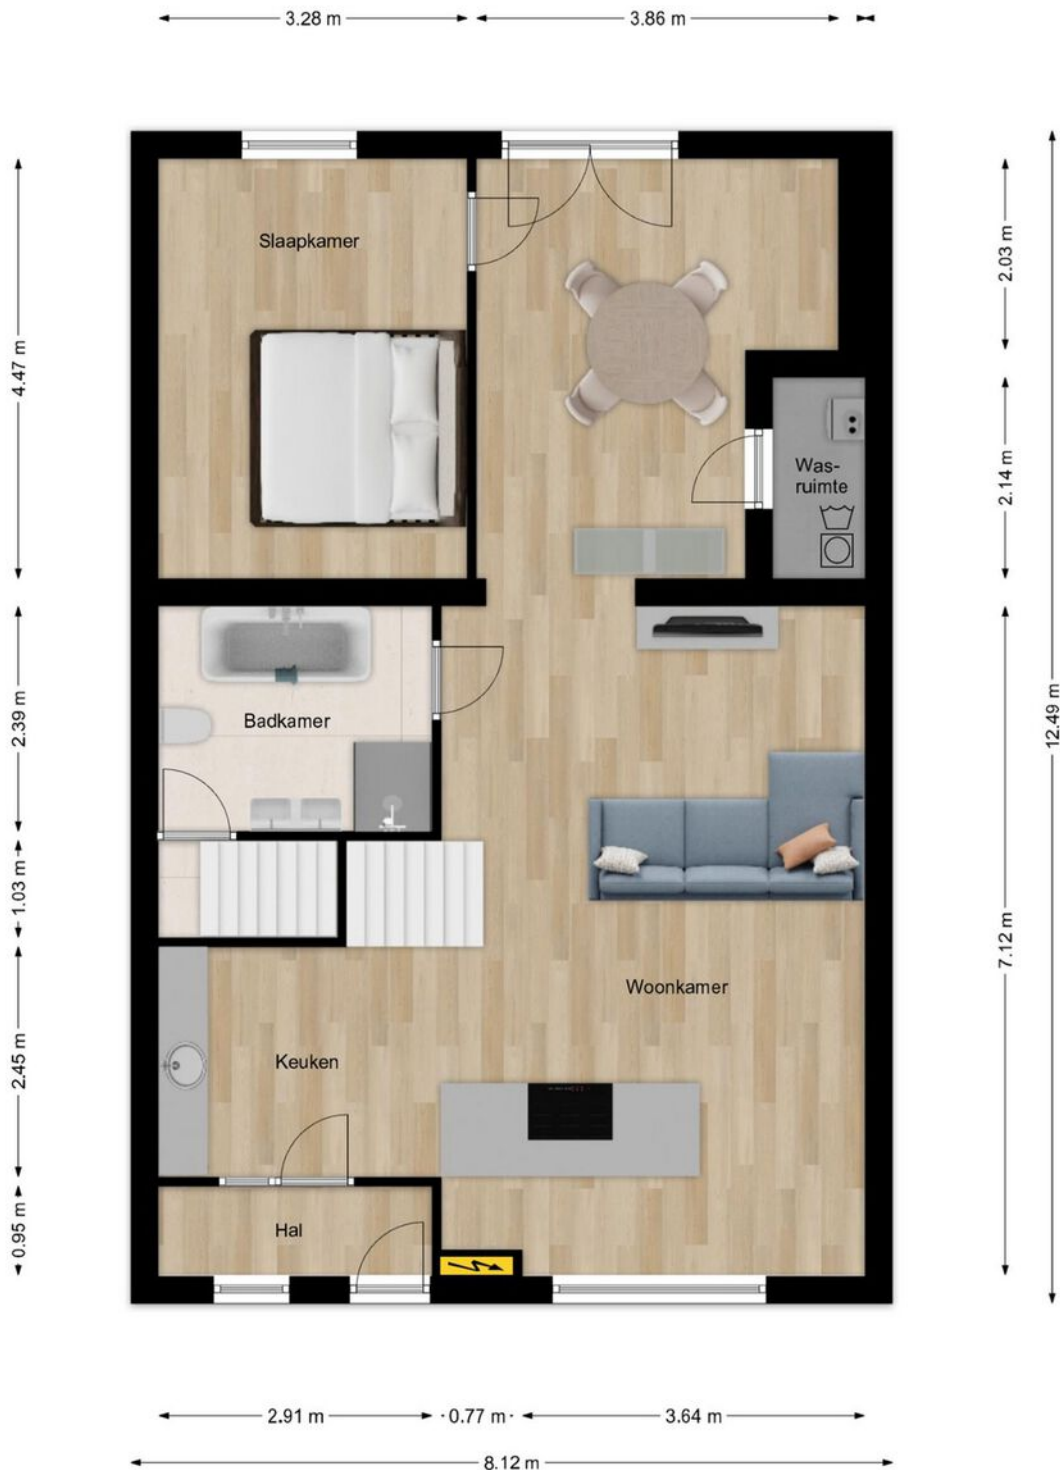 3.28 m
3.86 m
Slaapkamer
2.03 m
4.47 m
Was-
ruimte
2.14 m
12.49 m
Badkamer
2.39 m
1.03 m
7.12 m
Woonkamer
Keuken
2.45 m
Hal
0.95 m
2.91 m
0.77 m
3.64 m
8.12 m